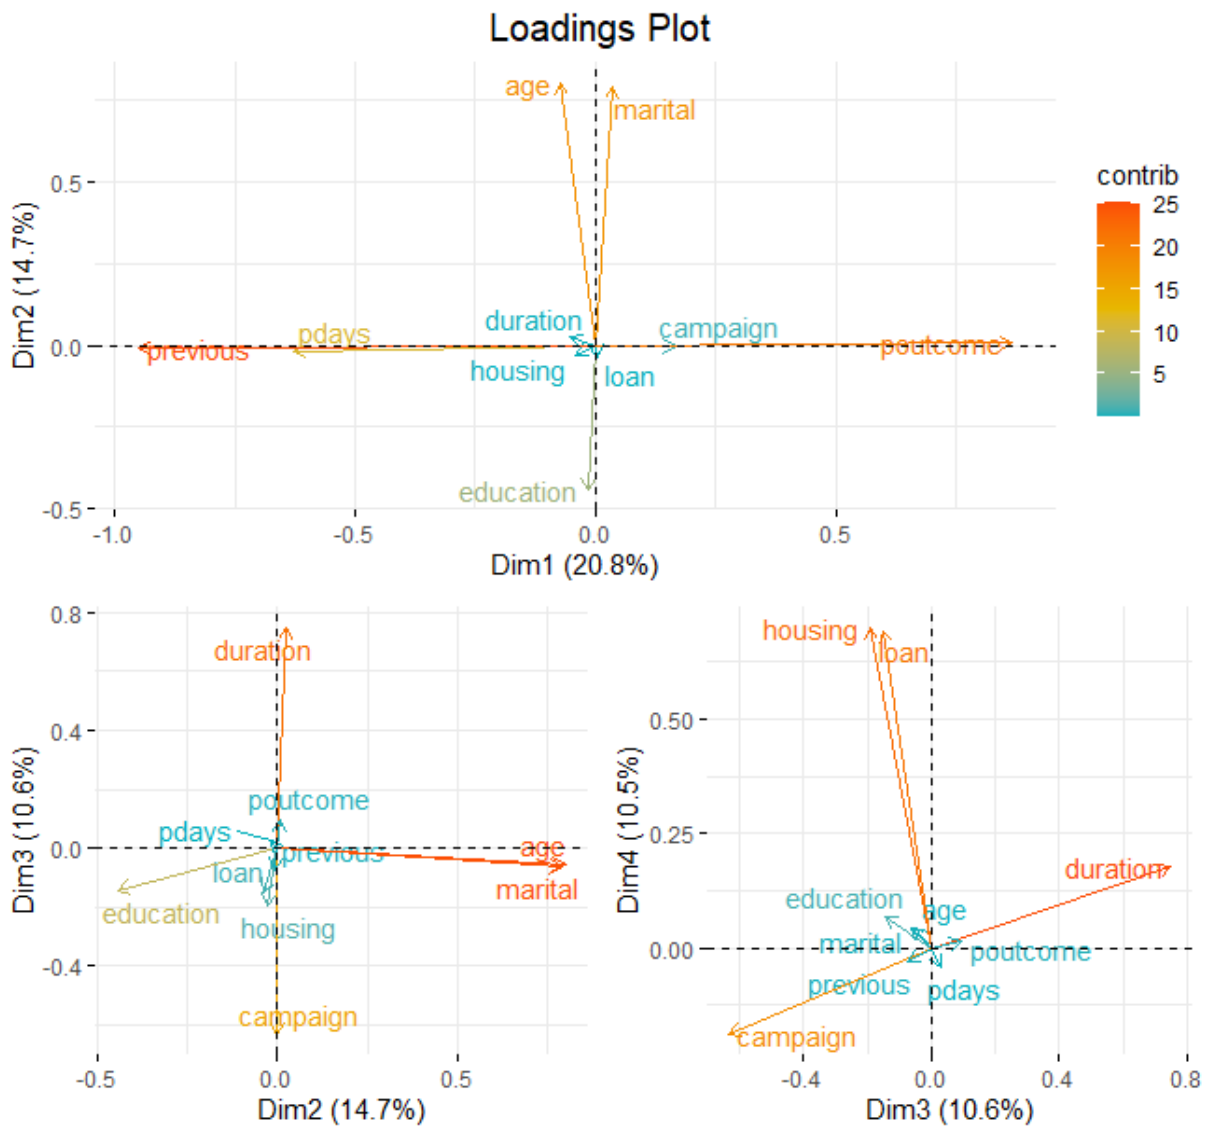 Loadings Plot
age
marital
contrib
25
20
15
10
5
0.5
Dim2 (14.7%)
duration
campaign
pdays
0.0
previous
poutcome
housing
loan
education
-0.5
-1.0
-0.5
0.0
0.5
Dim1 (20.8%)
0.8
duration
0.4
poutcome
pdays
0.0
previous
age
loan
marital
education
housing
-0.4
campaign
Dim3 (10.6%)
-0.5
0.0
0.5
Dim2 (14.7%)
housing
loan
0.50
0.25
duration
education
age
marital
0.00
poutcome
previous
pdays
campaign
Dim4 (10.5%)
-0.4
0.0
0.4
0.8
Dim3 (10.6%)